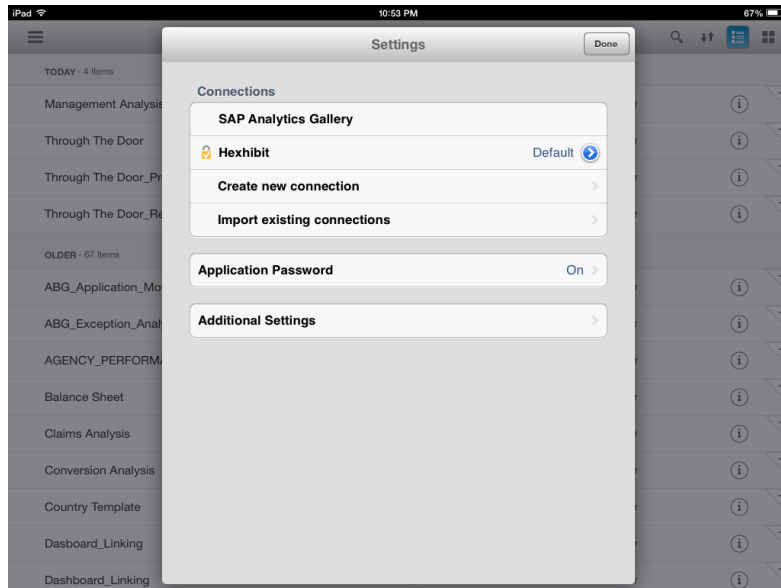 iPad 10:53 PM 67%
Settings Done
TODAY - 4 Items
Connections
Management Analysis
SAP Analytics Gallery
Through The Door
Hexhibit Default
Through The Door_Pr
Create new connection
Through The Door_Re
Import existing connections
OLDER - 67 Items
Application Password On
ABG_Application_Mo
Additional Settings
ABG_Exception_Anal
AGENCY_PERFORMA
Balance Sheet
Claims Analysis
Conversion Analysis
Country Template
Dasboard_Linking
Dashboard_Linking